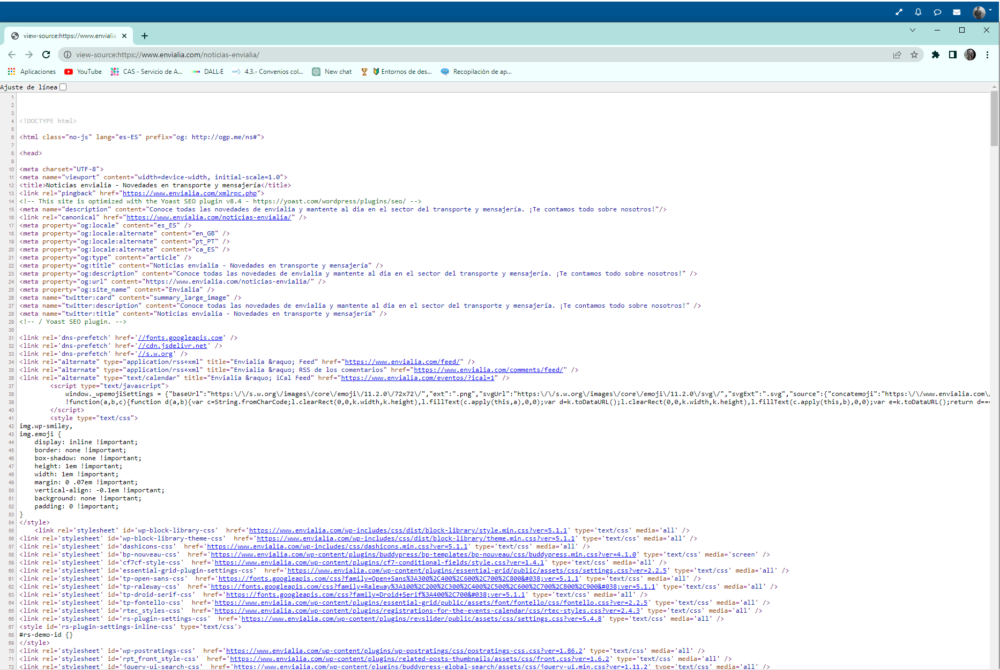 view-source:https://www.envialia
view-source:https://www.envialia.com/noticias-envialia/
Aplicaciones YouTube CAS - Servicio de A... DALL·E 4.3.- Convenios col... New chat Entornos de des... Recopilación de ap...
Ajuste de línea
1
2
3
4 <!DOCTYPE html>
5
6 <html class="no-js" lang="es-ES" prefix="og: http://ogp.me/ns#">
7
8 <head>
9
10 <meta charset="UTF-8">
11 <meta name="viewport" content="width=device-width, initial-scale=1.0">
12 <title>Noticias envialia - Novedades en transporte y mensajería</title>
13 <link rel="pingback" href="https://www.envialia.com/xmlrpc.php">
14 <!-- This site is optimized with the Yoast SEO plugin v8.4 - https://yoast.com/wordpress/plugins/seo/ -->
15 <meta name="description" content="Conoce todas las novedades de envialia y mantente al dia en el sector del transporte y mensajería. ¡Te contamos todo sobre nosotros!"/>
16 <link rel="canonical" href="https://www.envialia.com/noticias-envialia/" />
17 <meta property="og:locale" content="es_ES" />
18 <meta property="og:locale:alternate" content="en_GB" />
19 <meta property="og:locale:alternate" content="pt_PT" />
20 <meta property="og:locale:alternate" content="ca_ES" />
21 <meta property="og:type" content="article" />
22 <meta property="og:title" content="Noticias envialia - Novedades en transporte y mensajería" />
23 <meta property="og:description" content="Conoce todas las novedades de envialia y mantente al dia en el sector del transporte y mensajería. ¡Te contamos todo sobre nosotros!" />
24 <meta property="og:url" content="https://www.envialia.com/noticias-envialia/" />
25 <meta property="og:site_name" content="Envialia" />
26 <meta name="twitter:card" content="summary_large_image" />
27 <meta name="twitter:description" content="Conoce todas las novedades de envialia y mantente al dia en el sector del transporte y mensajería. ¡Te contamos todo sobre nosotros!" />
28 <meta name="twitter:title" content="Noticias envialia - Novedades en transporte y mensajería" />
29 <!-- / Yoast SEO plugin. -->
30
31 <link rel='dns-prefetch' href='//fonts.googleapis.com' />
32 <link rel='dns-prefetch' href='//cdn.jsdelivr.net' />
33 <link rel='dns-prefetch' href='//s.w.org' />
34 <link rel="alternate" type="application/rss+xml" title="Envialia &raquo; Feed" href="https://www.envialia.com/feed/" />
35 <link rel="alternate" type="application/rss+xml" title="Envialia &raquo; RSS de los comentarios" href="https://www.envialia.com/comments/feed/" />
36 <link rel="alternate" type="text/calendar" title="Envialia &raquo; iCal Feed" href="https://www.envialia.com/eventos/?ical=1" />
37 <script type="text/javascript">
38 window._wpemojiSettings = {"baseUrl":"https:\/\/s.w.org\/images\/core\/emoji\/11.2.0\/72x72\/","ext":".png","svgUrl":"https:\/\/s.w.org\/images\/core\/emoji\/11.2.0\/svg\/","svgExt":".svg","source":{"concatemoji":"https:\/\/www.envialia.com\/
39 !function(a,b,c){function d(a,b){var c=String.fromCharCode;l.clearRect(0,0,k.width,k.height),l.fillText(c.apply(this,a),0,0);var d=k.toDataURL();l.clearRect(0,0,k.width,k.height),l.fillText(c.apply(this,b),0,0);var e=k.toDataURL();return d===
40 </script>
41 <style type="text/css">
42 img.wp-smiley,
43 img.emoji {
44 display: inline !important;
45 border: none !important;
46 box-shadow: none !important;
47 height: 1em !important;
48 width: 1em !important;
49 margin: 0 .07em !important;
50 vertical-align: -0.1em !important;
51 background: none !important;
52 padding: 0 !important;
53 }
54 </style>
55 <link rel='stylesheet' id='wp-block-library-css' href='https://www.envialia.com/wp-includes/css/dist/block-library/style.min.css?ver=5.1.1' type='text/css' media='all' />
56 <link rel='stylesheet' id='wp-block-library-theme-css' href='https://www.envialia.com/wp-includes/css/dist/block-library/theme.min.css?ver=5.1.1' type='text/css' media='all' />
57 <link rel='stylesheet' id='dashicons-css' href='https://www.envialia.com/wp-includes/css/dashicons.min.css?ver=5.1.1' type='text/css' media='all' />
58 <link rel='stylesheet' id='bp-nouveau-css' href='https://www.envialia.com/wp-content/plugins/buddypress/bp-templates/bp-nouveau/css/buddypress.min.css?ver=4.1.0' type='text/css' media='screen' />
59 <link rel='stylesheet' id='cf7cf-style-css' href='https://www.envialia.com/wp-content/plugins/cf7-conditional-fields/style.css?ver=1.4.1' type='text/css' media='all' />
60 <link rel='stylesheet' id='essential-grid-plugin-settings-css' href='https://www.envialia.com/wp-content/plugins/essential-grid/public/assets/css/settings.css?ver=2.2.5' type='text/css' media='all' />
61 <link rel='stylesheet' id='tp-open-sans-css' href='https://fonts.googleapis.com/css?family=Open+Sans%3A300%2C400%2C600%2C700%2C800&#038;ver=5.1.1' type='text/css' media='all' />
62 <link rel='stylesheet' id='tp-raleway-css' href='https://fonts.googleapis.com/css?family=Raleway%3A100%2C200%2C300%2C400%2C500%2C600%2C700%2C800%2C900&#038;ver=5.1.1' type='text/css' media='all' />
63 <link rel='stylesheet' id='tp-droid-serif-css' href='https://fonts.googleapis.com/css?family=Droid+Serif%3A400%2C700&#038;ver=5.1.1' type='text/css' media='all' />
64 <link rel='stylesheet' id='tp-fontello-css' href='https://www.envialia.com/wp-content/plugins/essential-grid/public/assets/font/fontello/css/fontello.css?ver=2.2.5' type='text/css' media='all' />
65 <link rel='stylesheet' id='rtec_styles-css' href='https://www.envialia.com/wp-content/plugins/registrations-for-the-events-calendar/css/rtec-styles.css?ver=2.4.3' type='text/css' media='all' />
66 <link rel='stylesheet' id='rs-plugin-settings-css' href='https://www.envialia.com/wp-content/plugins/revslider/public/assets/css/settings.css?ver=5.4.8' type='text/css' media='all' />
67 <style id='rs-plugin-settings-inline-css' type='text/css'>
68 #rs-demo-id {}
69 </style>
70 <link rel='stylesheet' id='wp-postratings-css' href='https://www.envialia.com/wp-content/plugins/wp-postratings/css/postratings-css.css?ver=1.86.2' type='text/css' media='all' />
71 <link rel='stylesheet' id='rpt_front_style-css' href='https://www.envialia.com/wp-content/plugins/related-posts-thumbnails/assets/css/front.css?ver=1.6.2' type='text/css' media='all' />
72 <link rel='stylesheet' id='jquery-ui-search-css' href='https://www.envialia.com/wp-content/plugins/buddypress-global-search/assets/css/jquery-ui.min.css?ver=1.11.2' type='text/css' media='all' />